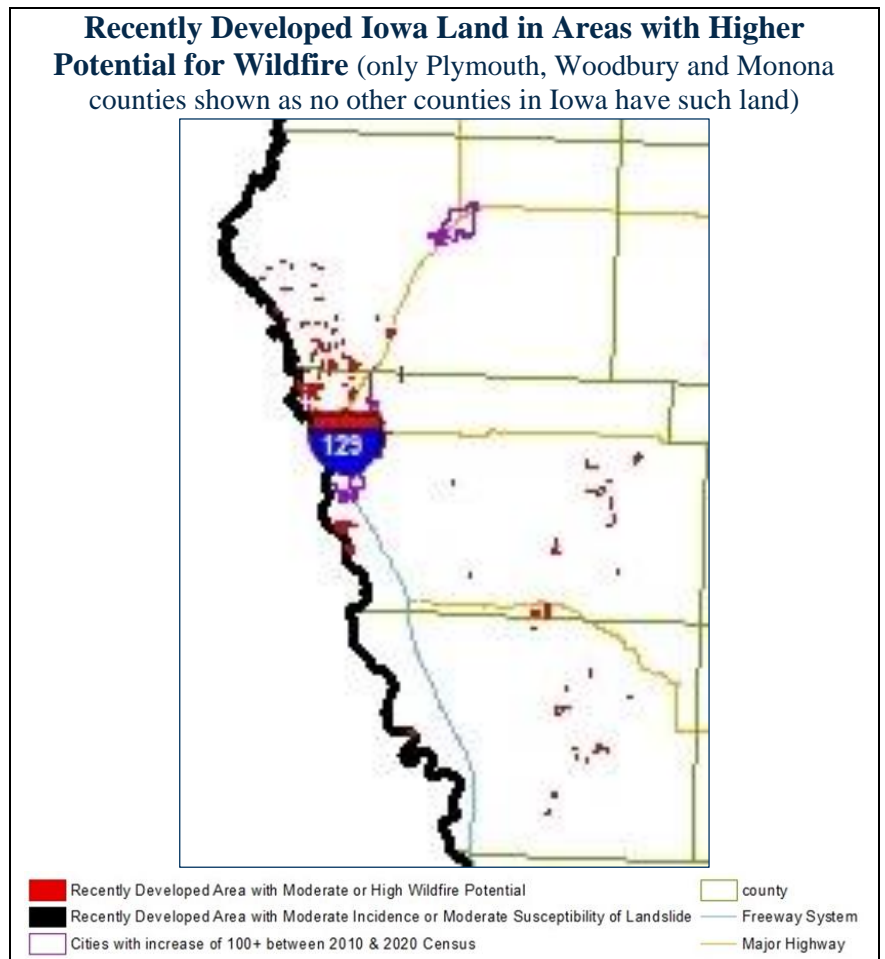 Recently Developed Iowa Land in Areas with Higher
Potential for Wildfire (only Plymouth, Woodbury and Monona
counties shown as no other counties in Iowa have such land)
129
Recently Developed Area with Moderate or High Wildfire Potential
Recently Developed Area with Moderate Incidence or Moderate Susceptibility of Landslide
Cities with increase of 100+ between 2010 & 2020 Census
county
Freeway System
Major Highway